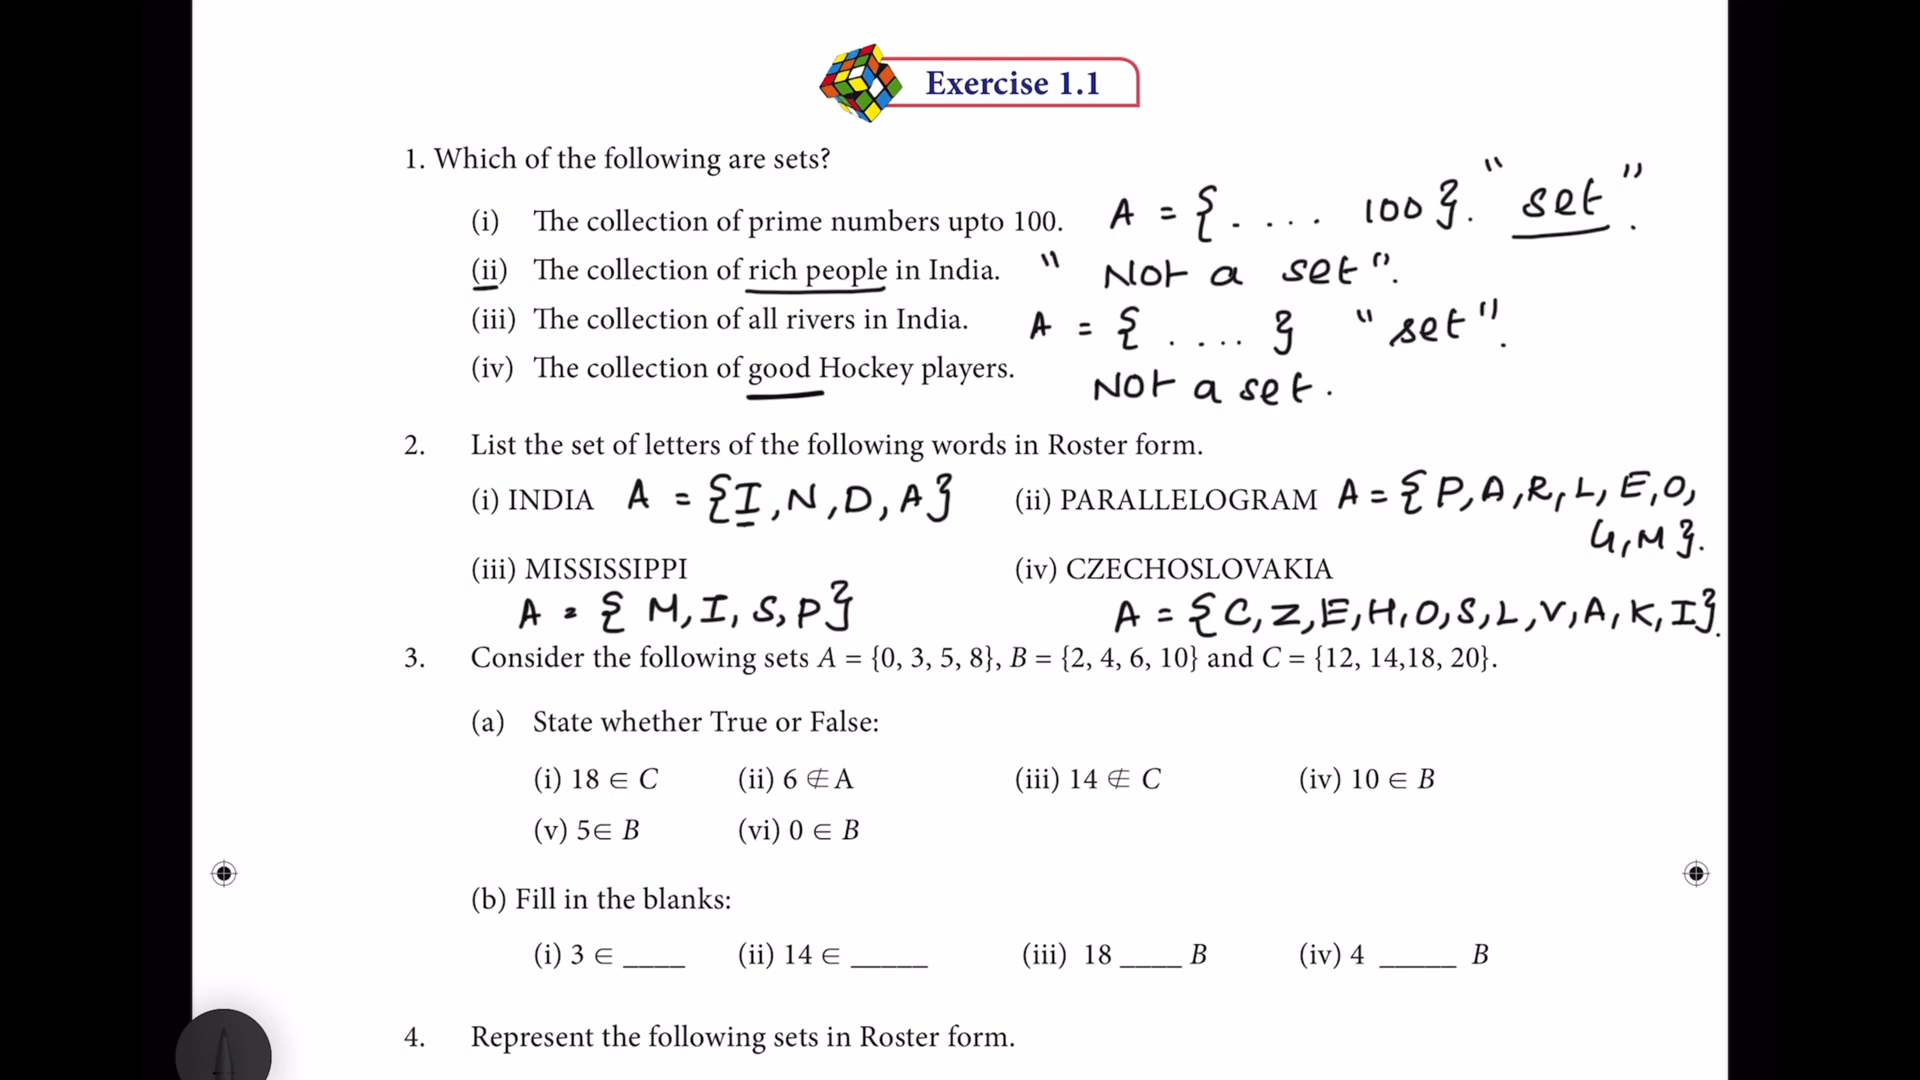 Exercise 1.1
1. Which of the following are sets?
(i) The collection of prime numbers upto 100. A = { . . . . 100 }. "set".
(ii) The collection of rich people in India. "Not a set".
(iii) The collection of all rivers in India. A = { . . . . } "set".
(iv) The collection of good Hockey players. Not a set.
2. List the set of letters of the following words in Roster form.
(i) INDIA A = {I, N, D, A} (ii) PARALLELOGRAM A = { P, A, R, L, E, O,
G, M }.
(iii) MISSISSIPPI (iv) CZECHOSLOVAKIA
A = { M, I, S, P} A = {C, Z, E, H, O, S, L, V, A, K, I}.
3. Consider the following sets A = {0, 3, 5, 8}, B = {2, 4, 6, 10} and C = {12, 14,18, 20}.
(a) State whether True or False:
(i) 18 ∈ C (ii) 6 ∉ A (iii) 14 ∉ C (iv) 10 ∈ B
(v) 5∈ B (vi) 0 ∈ B
(b) Fill in the blanks:
(i) 3 ∈ ____ (ii) 14 ∈ _____ (iii) 18 ____ B (iv) 4 _____ B
4. Represent the following sets in Roster form.